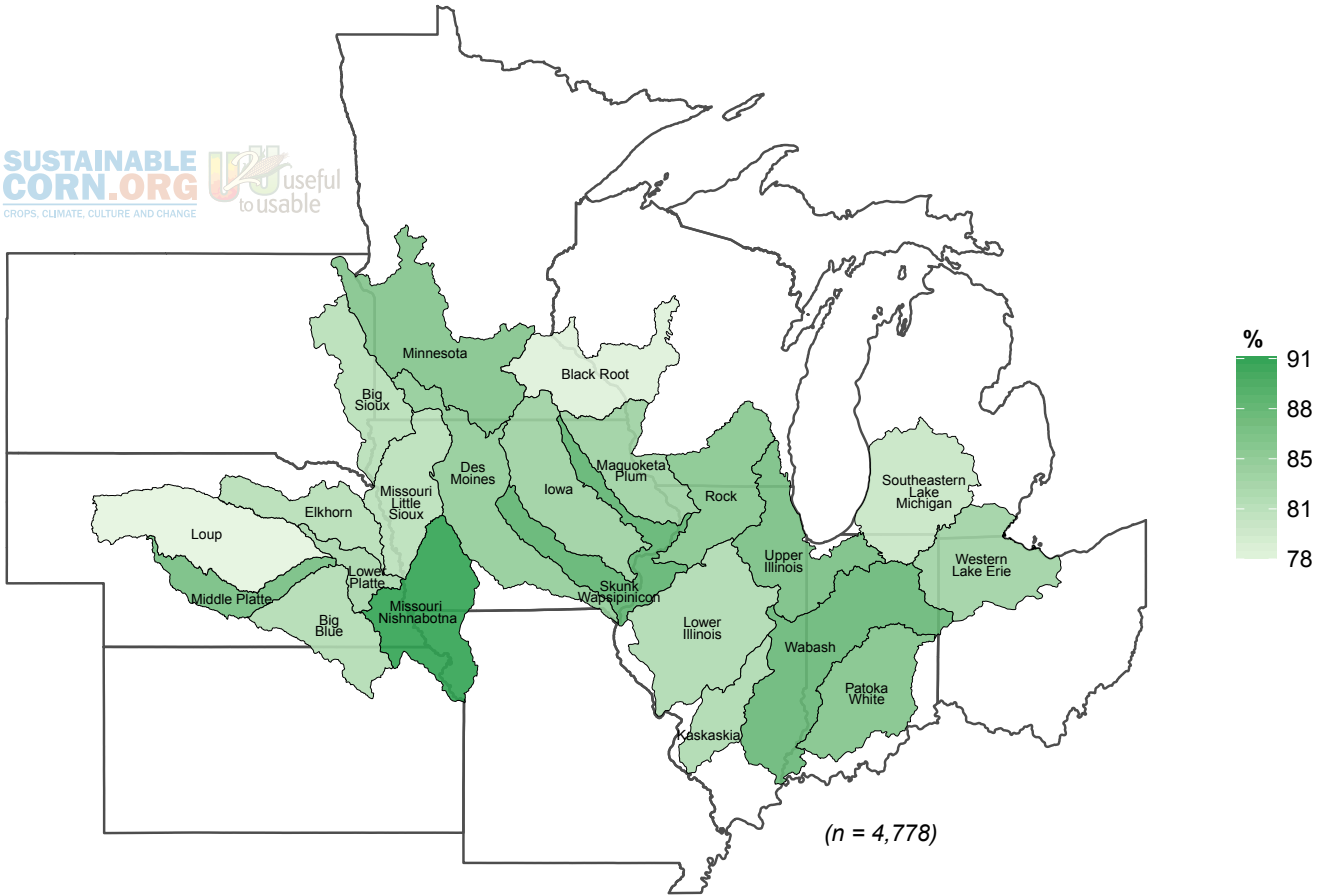 SUSTAINABLE
CORN.ORG
CROPS, CLIMATE, CULTURE AND CHANGE
U2U useful
to usable
Minnesota
Black Root
Big
Sioux
Maquoketa
Plum
Des
Moines
Iowa
Rock
Missouri
Little
Sioux
Southeastern
Lake
Michigan
Elkhorn
Loup
Upper
Illinois
Western
Lake Erie
Lower
Platte
Middle Platte
Skunk
Wapsipinicon
Missouri
Nishnabotna
Big
Blue
Lower
Illinois
Wabash
Patoka
White
Kaskaskia
(n = 4,778)
%
91
88
85
81
78